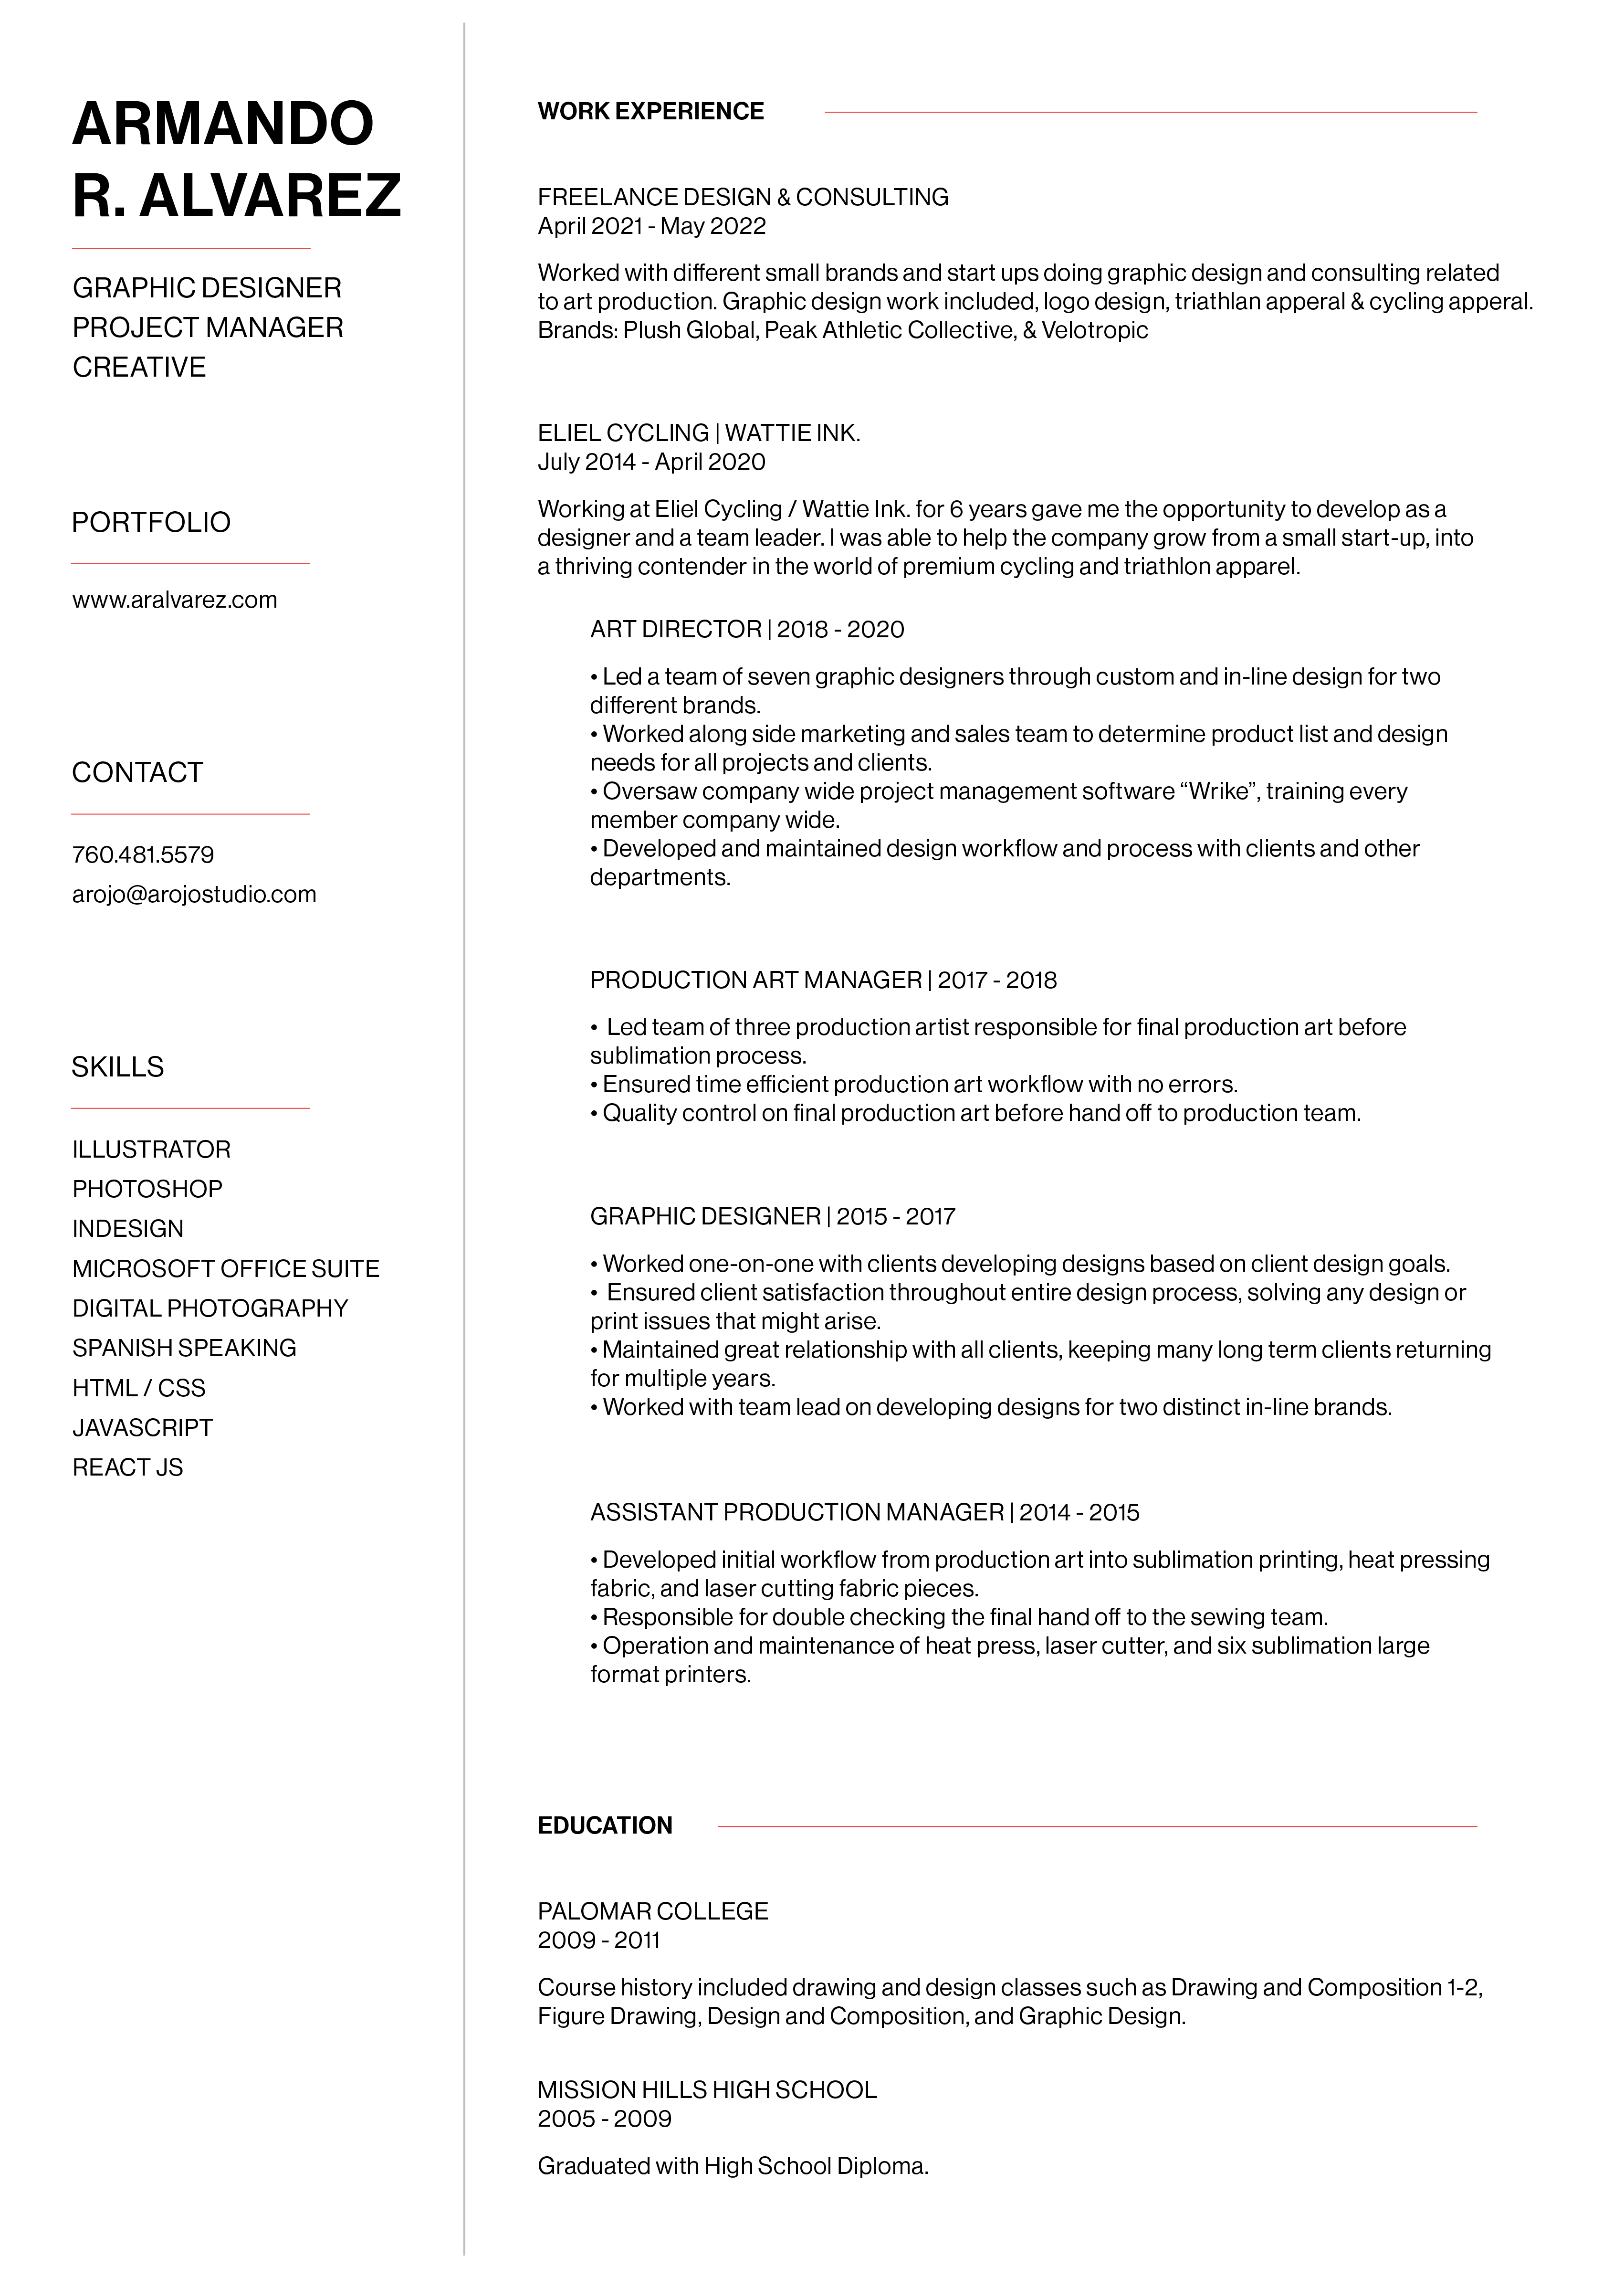 ARMANDO
R. ALVAREZ
GRAPHIC DESIGNER
PROJECT MANAGER
CREATIVE
PORTFOLIO
www.aralvarez.com
CONTACT
760.481.5579
arojo@arojostudio.com
SKILLS
ILLUSTRATOR
PHOTOSHOP
INDESIGN
MICROSOFT OFFICE SUITE
DIGITAL PHOTOGRAPHY
SPANISH SPEAKING
HTML / CSS
JAVASCRIPT
REACT JS
WORK EXPERIENCE
FREELANCE DESIGN & CONSULTING
April 2021 - May 2022
Worked with different small brands and start ups doing graphic design and consulting related
to art production. Graphic design work included, logo design, triathlan apperal & cycling apperal.
Brands: Plush Global, Peak Athletic Collective, & Velotropic
ELIEL CYCLING | WATTIE INK.
July 2014 - April 2020
Working at Eliel Cycling / Wattie Ink. for 6 years gave me the opportunity to develop as a
designer and a team leader. I was able to help the company grow from a small start-up, into
a thriving contender in the world of premium cycling and triathlon apparel.
ART DIRECTOR | 2018 - 2020
• Led a team of seven graphic designers through custom and in-line design for two
different brands.
• Worked along side marketing and sales team to determine product list and design
needs for all projects and clients.
• Oversaw company wide project management software “Wrike”, training every
member company wide.
• Developed and maintained design workflow and process with clients and other
departments.
PRODUCTION ART MANAGER | 2017 - 2018
• Led team of three production artist responsible for final production art before
sublimation process.
• Ensured time efficient production art workflow with no errors.
• Quality control on final production art before hand off to production team.
GRAPHIC DESIGNER | 2015 - 2017
• Worked one-on-one with clients developing designs based on client design goals.
• Ensured client satisfaction throughout entire design process, solving any design or
print issues that might arise.
• Maintained great relationship with all clients, keeping many long term clients returning
for multiple years.
• Worked with team lead on developing designs for two distinct in-line brands.
ASSISTANT PRODUCTION MANAGER | 2014 - 2015
• Developed initial workflow from production art into sublimation printing, heat pressing
fabric, and laser cutting fabric pieces.
• Responsible for double checking the final hand off to the sewing team.
• Operation and maintenance of heat press, laser cutter, and six sublimation large
format printers.
EDUCATION
PALOMAR COLLEGE
2009 - 2011
Course history included drawing and design classes such as Drawing and Composition 1-2,
Figure Drawing, Design and Composition, and Graphic Design.
MISSION HILLS HIGH SCHOOL
2005 - 2009
Graduated with High School Diploma.